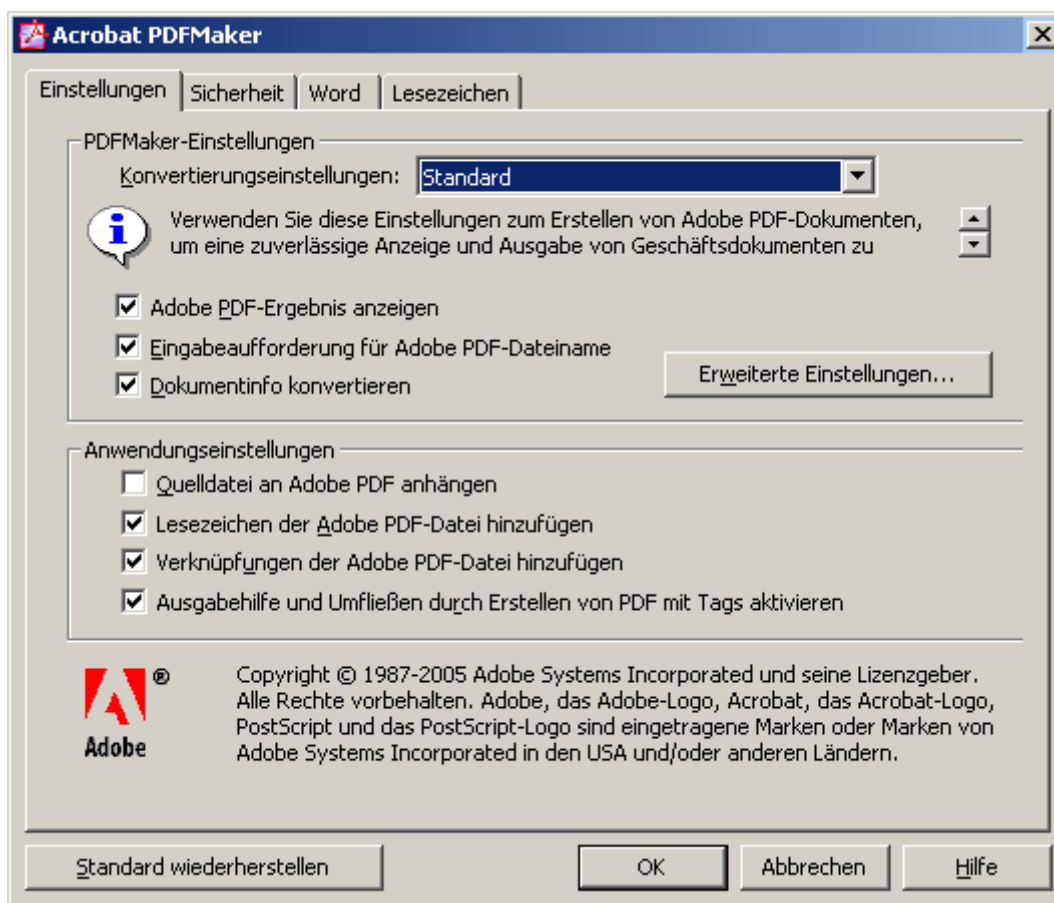 Acrobat PDFMaker
Einstellungen Sicherheit Word Lesezeichen
PDFMaker-Einstellungen
Konvertierungseinstellungen: Standard
Verwenden Sie diese Einstellungen zum Erstellen von Adobe PDF-Dokumenten,
um eine zuverlässige Anzeige und Ausgabe von Geschäftsdokumenten zu
Adobe PDF-Ergebnis anzeigen
Eingabeaufforderung für Adobe PDF-Dateiname
Dokumentinfo konvertieren
Erweiterte Einstellungen...
Anwendungseinstellungen
Quelldatei an Adobe PDF anhängen
Lesezeichen der Adobe PDF-Datei hinzufügen
Verknüpfungen der Adobe PDF-Datei hinzufügen
Ausgabehilfe und Umfließen durch Erstellen von PDF mit Tags aktivieren
®
Adobe
Copyright © 1987-2005 Adobe Systems Incorporated und seine Lizenzgeber.
Alle Rechte vorbehalten. Adobe, das Adobe-Logo, Acrobat, das Acrobat-Logo,
PostScript und das PostScript-Logo sind eingetragene Marken oder Marken von
Adobe Systems Incorporated in den USA und/oder anderen Ländern.
Standard wiederherstellen OK Abbrechen Hilfe